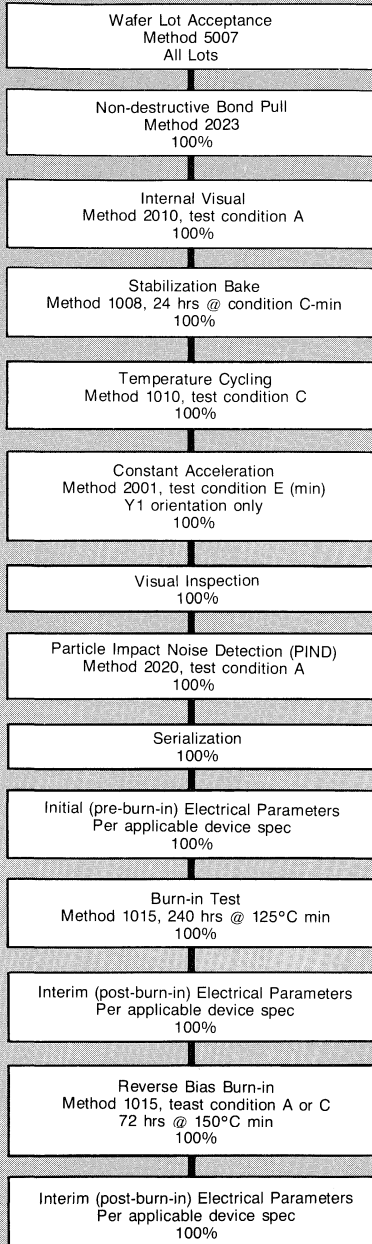 Wafer Lot Acceptance
Method 5007
All Lots
Non-destructive Bond Pull
Method 2023
100%
Internal Visual
Method 2010, test condition A
100%
Stabilization Bake
Method 1008, 24 hrs @ condition C-min
100%
Temperature Cycling
Method 1010, test condition C
100%
Constant Acceleration
Method 2001, test condition E (min)
Y1 orientation only
100%
Visual Inspection
100%
Particle Impact Noise Detection (PIND)
Method 2020, test condition A
100%
Serialization
100%
Initial (pre-burn-in) Electrical Parameters
Per applicable device spec
100%
Burn-in Test
Method 1015, 240 hrs @ 125°C min
100%
Interim (post-burn-in) Electrical Parameters
Per applicable device spec
100%
Reverse Bias Burn-in
Method 1015, teast condition A or C
72 hrs @ 150°C min
100%
Interim (post-burn-in) Electrical Parameters
Per applicable device spec
100%